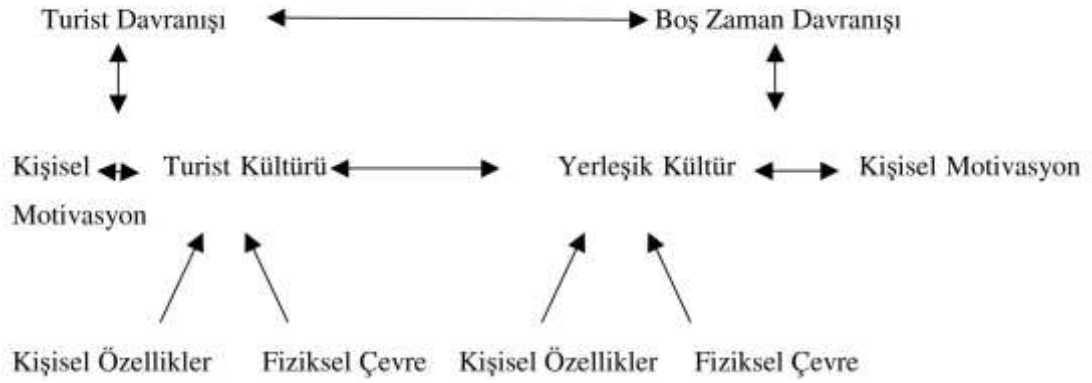 Turist Davranışı Boş Zaman Davranışı
Kişisel Turist Kültürü Yerleşik Kültür Kişisel Motivasyon
Motivasyon
Kişisel Özellikler Fiziksel Çevre Kişisel Özellikler Fiziksel Çevre